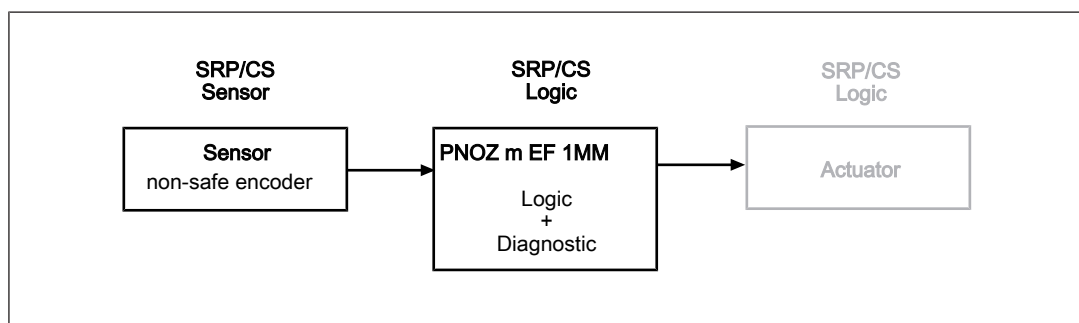 SRP/CS
Sensor
SRP/CS
Logic
SRP/CS
Logic
Sensor
non-safe encoder
PNOZ m EF 1MM
Logic
+
Diagnostic
Actuator